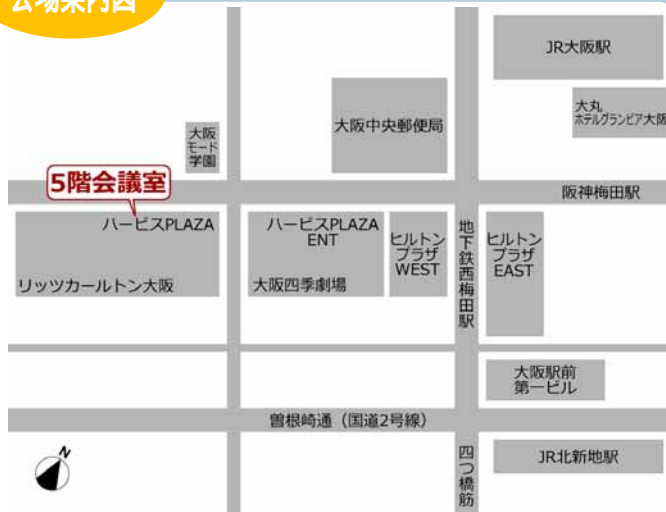 会場案内図
JR大阪駅
大丸
ホテルグランビア大阪
大阪中央郵便局
大阪
モード
学園
5階会議室
阪神梅田駅
ハービスPLAZA
リッツカールトン大阪
ハービスPLAZA
ENT
大阪四季劇場
ヒルトン
プラザ
WEST
地下鉄西梅田駅
ヒルトン
プラザ
EAST
大阪駅前
第一ビル
曽根崎通（国道2号線）
四つ橋筋
JR北新地駅
N